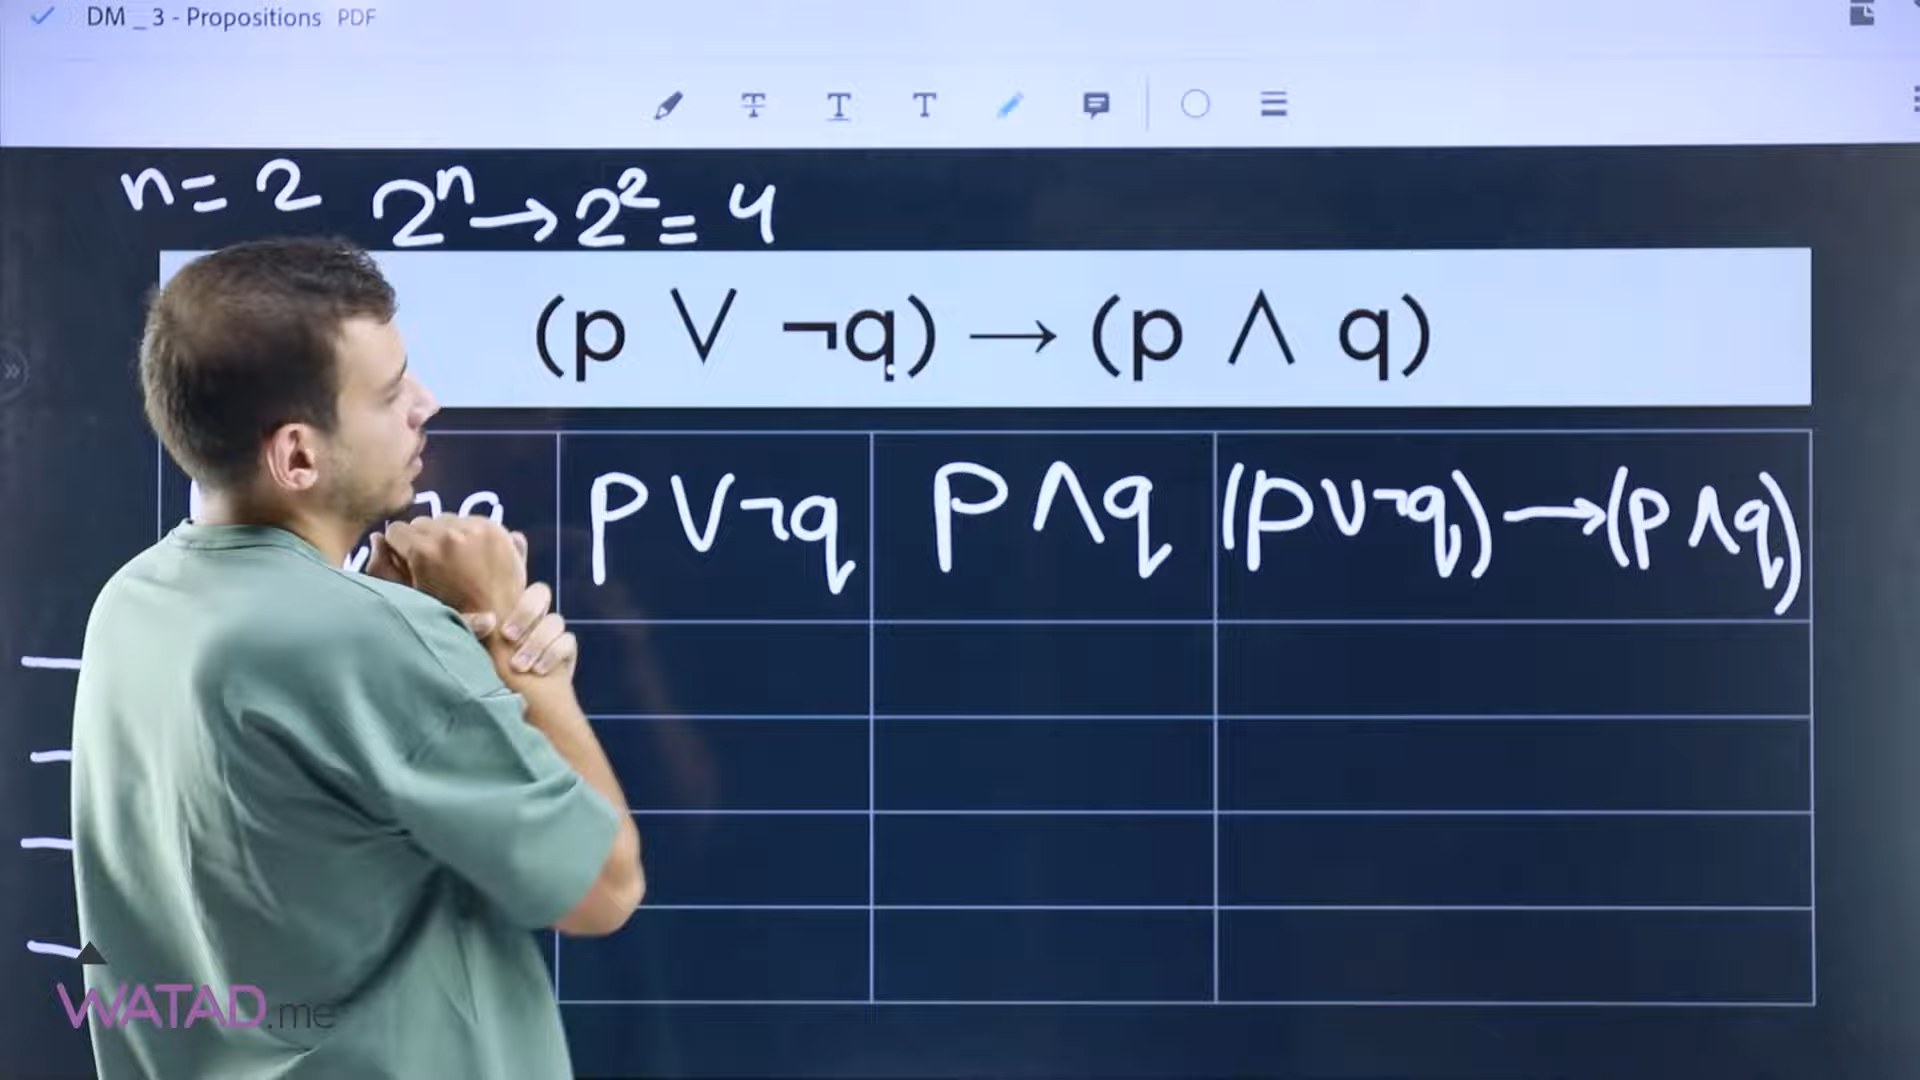 DM _ 3 - Propositions PDF
n = 2 2ⁿ → 2² = 4
(p ∨ ¬q) → (p ∧ q)
¬q p ∨ ¬q p ∧ q (p ∨ ¬q) → (p ∧ q)
WATAD.me